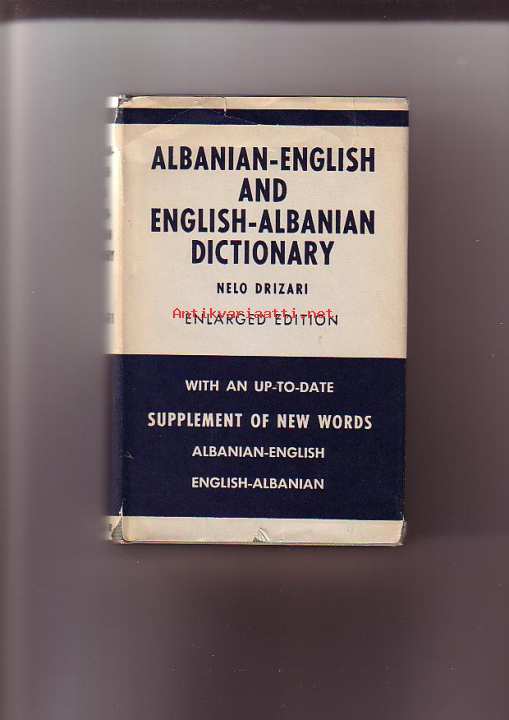 ALBANIAN-ENGLISH
AND
ENGLISH-ALBANIAN
DICTIONARY
NELO DRIZARI
Antikvariaatti.net
ENLARGED EDITION
WITH AN UP-TO-DATE
SUPPLEMENT OF NEW WORDS
ALBANIAN-ENGLISH
ENGLISH-ALBANIAN